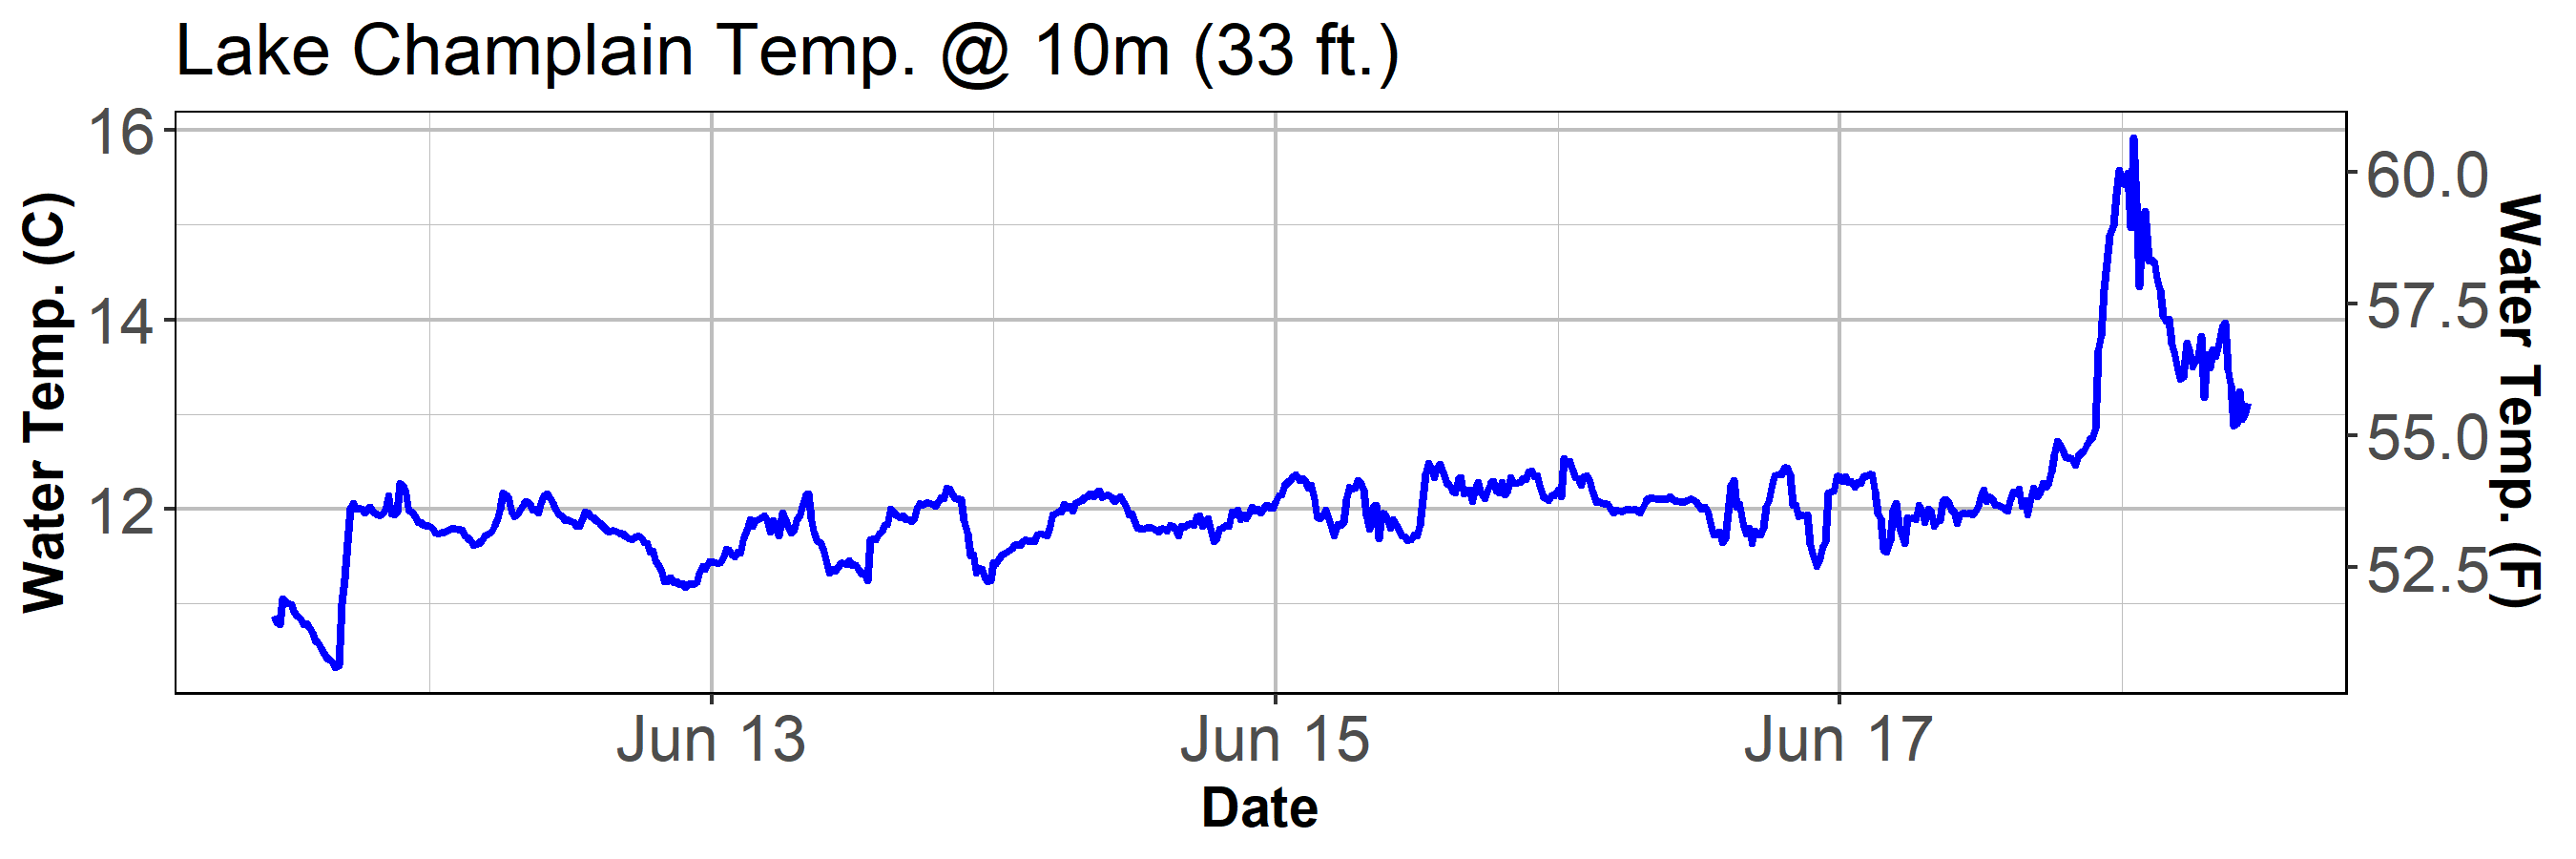 Lake Champlain Temp. @ 10m (33 ft.)
16
14
12
Water Temp. (C)
60.0
57.5
55.0
52.5
Water Temp. (F)
Jun 13
Jun 15
Jun 17
Date